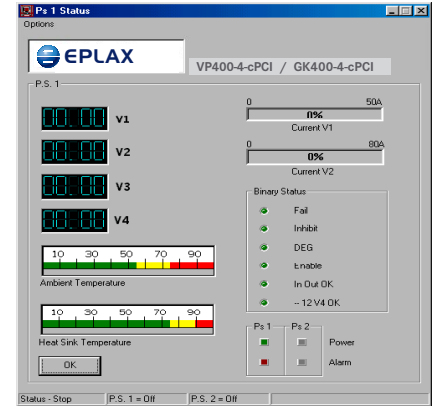 Ps 1 Status
Options
EPLAX
VP400-4-cPCI / GK400-4-cPCI
P.S. 1
00.00 V1
00.00 V2
00.00 V3
00.00 V4
0 50A
0%
Current V1
0 80A
0%
Current V2
Binary Status
Fail
Inhibit
DEG
Enable
In Out OK
-- 12 V4 OK
10 30 50 70 90
Ambient Temperature
10 30 50 70 90
Heat Sink Temperature
Ps 1 Ps 2
Power
Alarm
OK
Status - Stop P.S. 1 = Off P.S. 2 = Off